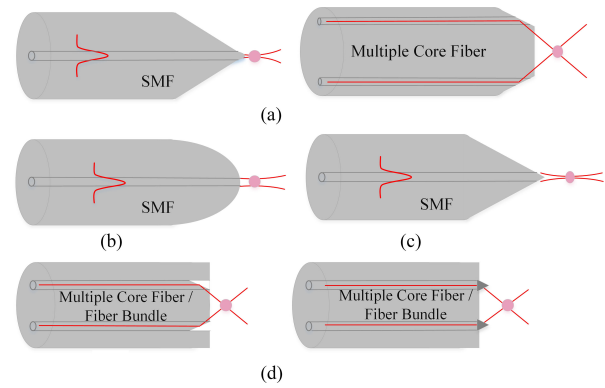 SMF
Multiple Core Fiber
(a)
SMF
(b)
SMF
(c)
Multiple Core Fiber /
Fiber Bundle
Multiple Core Fiber /
Fiber Bundle
(d)